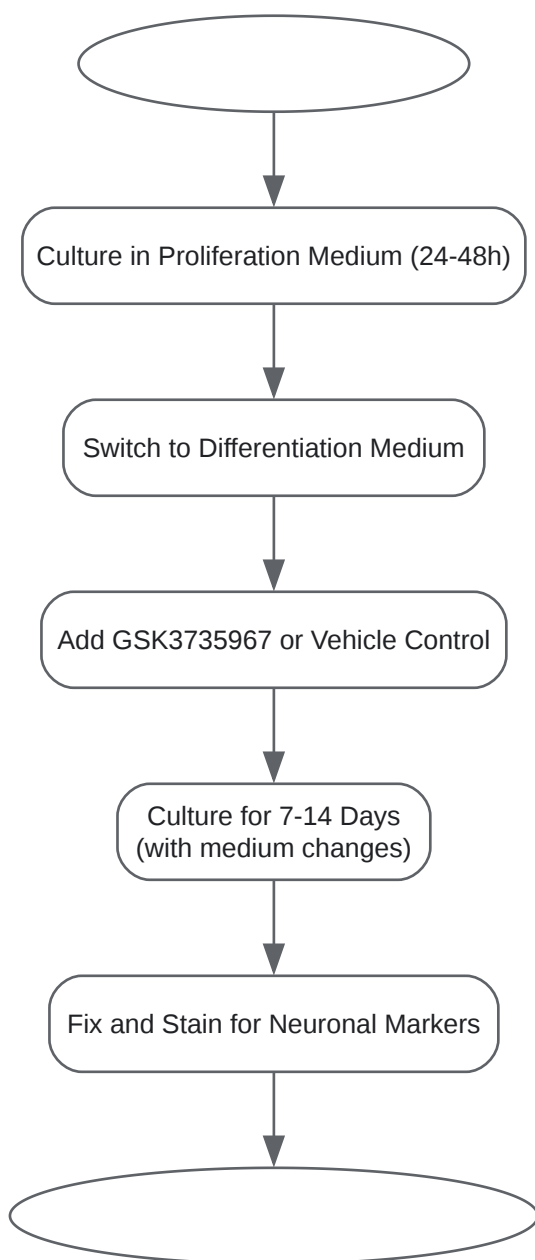 Culture in Proliferation Medium (24-48h)
Switch to Differentiation Medium
Add GSK3735967 or Vehicle Control
Culture for 7-14 Days
(with medium changes)
Fix and Stain for Neuronal Markers